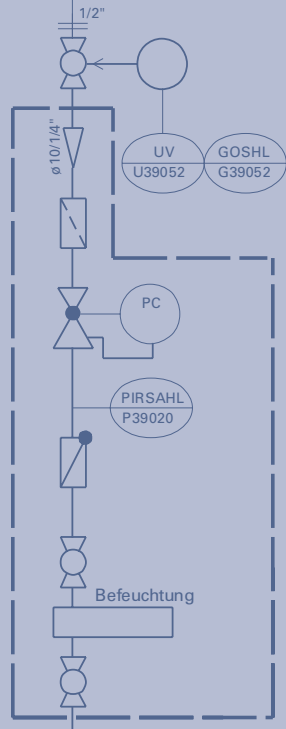 1/2"
ø10/1/4"
UV
U39052
GOSHL
G39052
PC
PIRSAHL
P39020
Befeuchtung